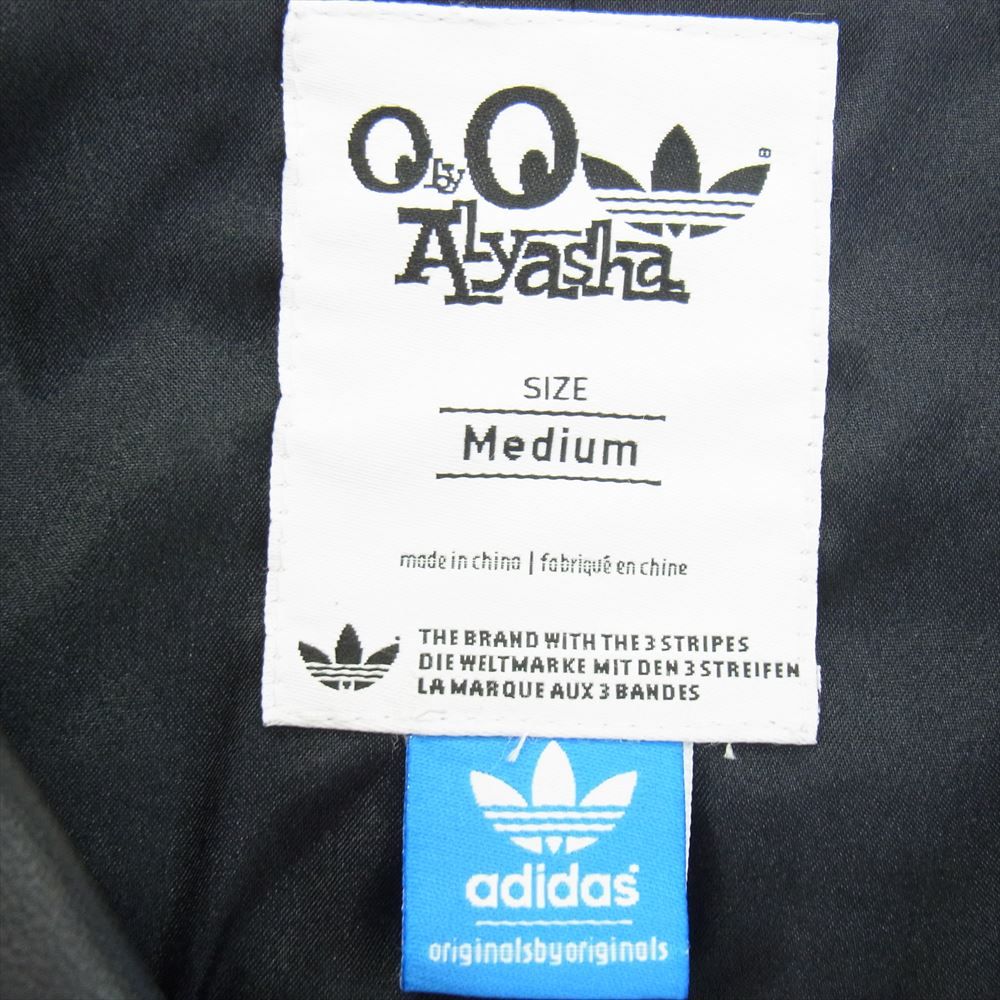 O by O
Alyasha
®
SIZE
Medium
made in china | fabriqué en chine
THE BRAND WITH THE 3 STRIPES
DIE WELTMARKE MIT DEN 3 STREIFEN
LA MARQUE AUX 3 BANDES
adidas
originalsbyoriginals